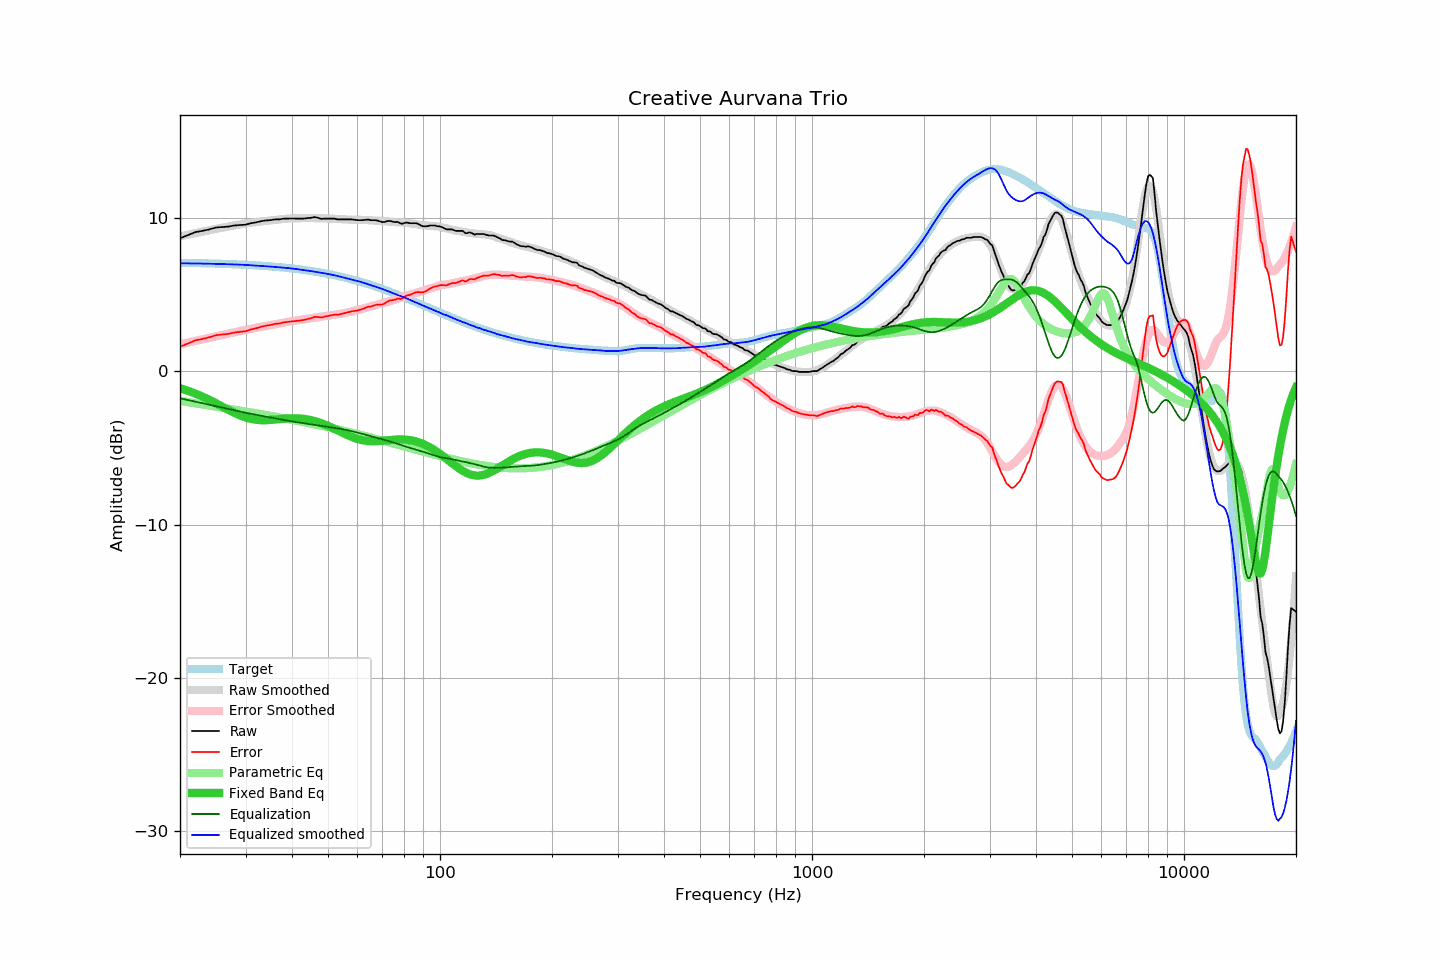 Creative Aurvana Trio
Amplitude (dBr)
10
0
−10
−20
−30
Target
Raw Smoothed
Error Smoothed
Raw
Error
Parametric Eq
Fixed Band Eq
Equalization
Equalized smoothed
100
1000
10000
Frequency (Hz)